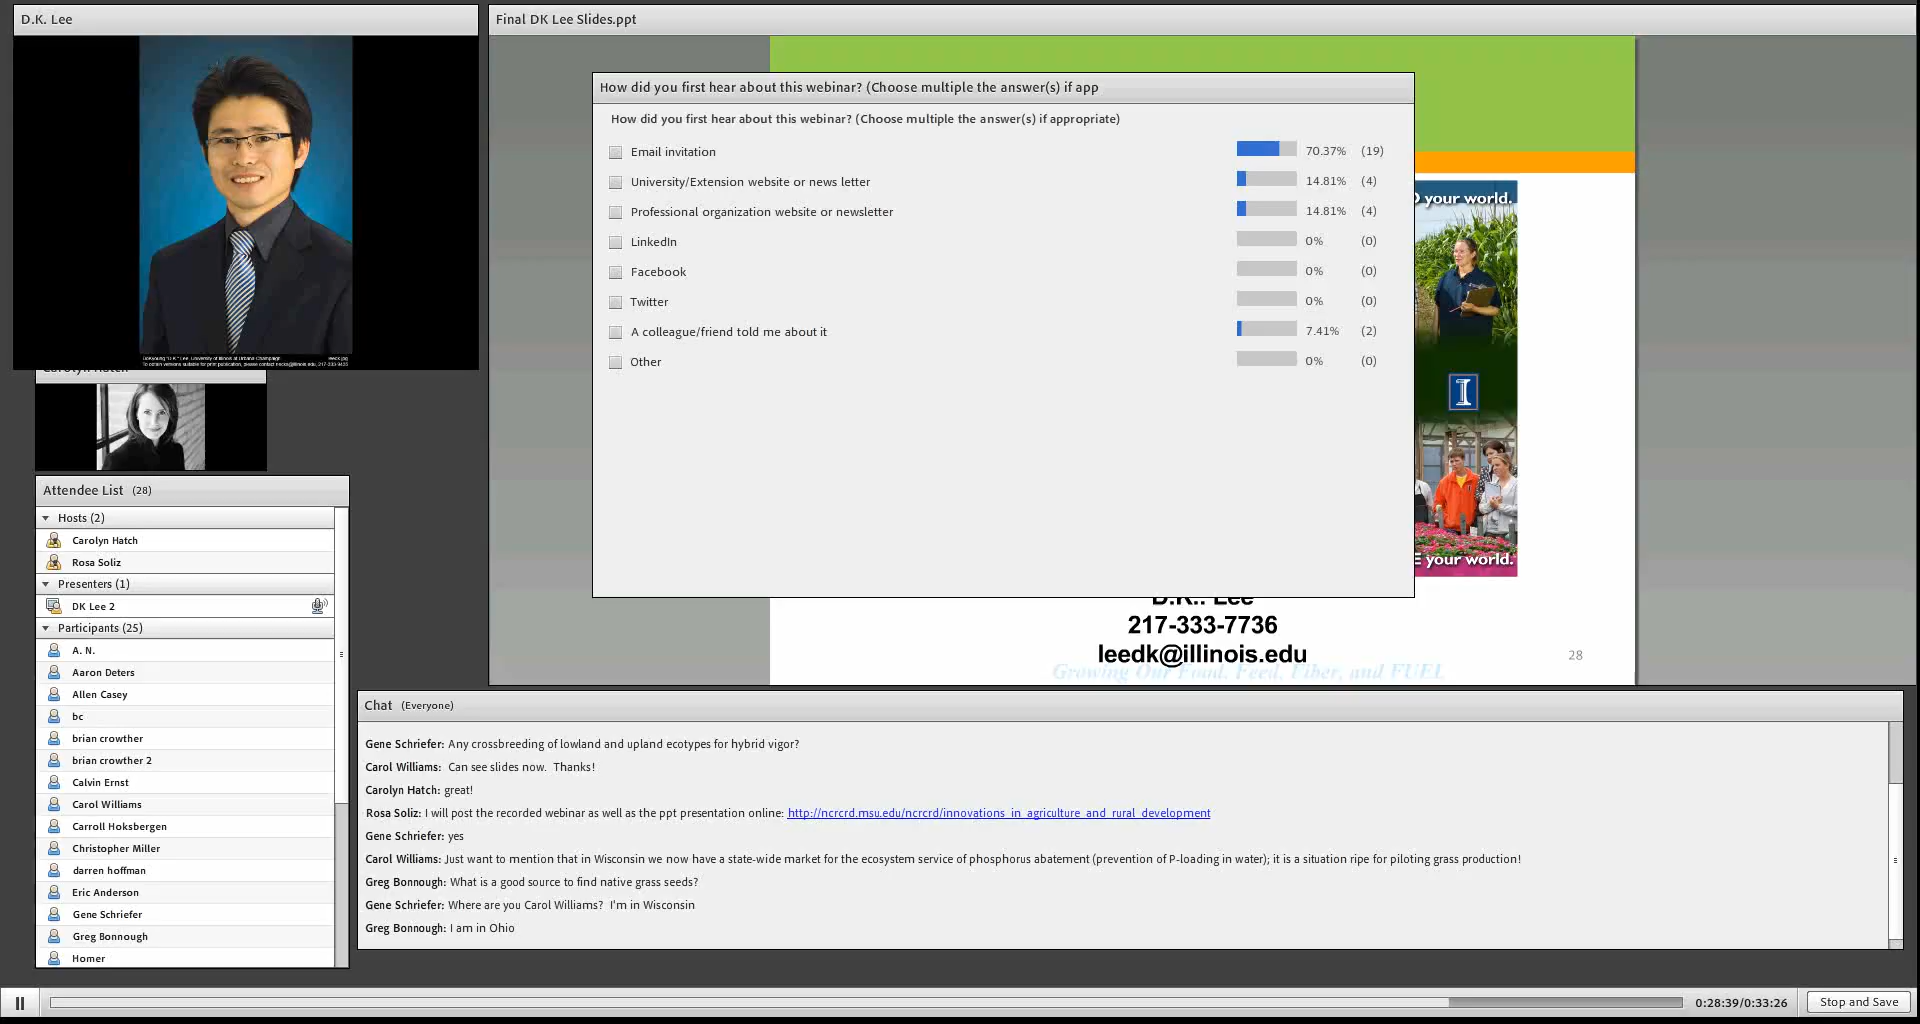 D.K. Lee
Final DK Lee Slides.ppt
How did you first hear about this webinar? (Choose multiple the answer(s) if app
How did you first hear about this webinar? (Choose multiple the answer(s) if appropriate)
Email invitation 70.37% (19)
University/Extension website or news letter 14.81% (4)
Professional organization website or newsletter 14.81% (4)
LinkedIn 0% (0)
Facebook 0% (0)
Twitter 0% (0)
A colleague/friend told me about it 7.41% (2)
Other 0% (0)
your world.
I
E your world.
D.K.. Lee
217-333-7736
leedk@illinois.edu
Growing Our Food, Feed, Fiber, and FUEL
28
Carolyn Hatch
Attendee List (28)
Hosts (2)
Carolyn Hatch
Rosa Soliz
Presenters (1)
DK Lee 2
Participants (25)
A. N.
Aaron Deters
Allen Casey
bc
brian crowther
brian crowther 2
Calvin Ernst
Carol Williams
Carroll Hoksbergen
Christopher Miller
darren hoffman
Eric Anderson
Gene Schriefer
Greg Bonnough
Homer
Chat (Everyone)
Gene Schriefer: Any crossbreeding of lowland and upland ecotypes for hybrid vigor?
Carol Williams: Can see slides now. Thanks!
Carolyn Hatch: great!
Rosa Soliz: I will post the recorded webinar as well as the ppt presentation online: http://ncrcrd.msu.edu/ncrcrd/innovations_in_agriculture_and_rural_development
Gene Schriefer: yes
Carol Williams: Just want to mention that in Wisconsin we now have a state-wide market for the ecosystem service of phosphorus abatement (prevention of P-loading in water); it is a situation ripe for piloting grass production!
Greg Bonnough: What is a good source to find native grass seeds?
Gene Schriefer: Where are you Carol Williams? I'm in Wisconsin
Greg Bonnough: I am in Ohio
0:28:39/0:33:26
Stop and Save